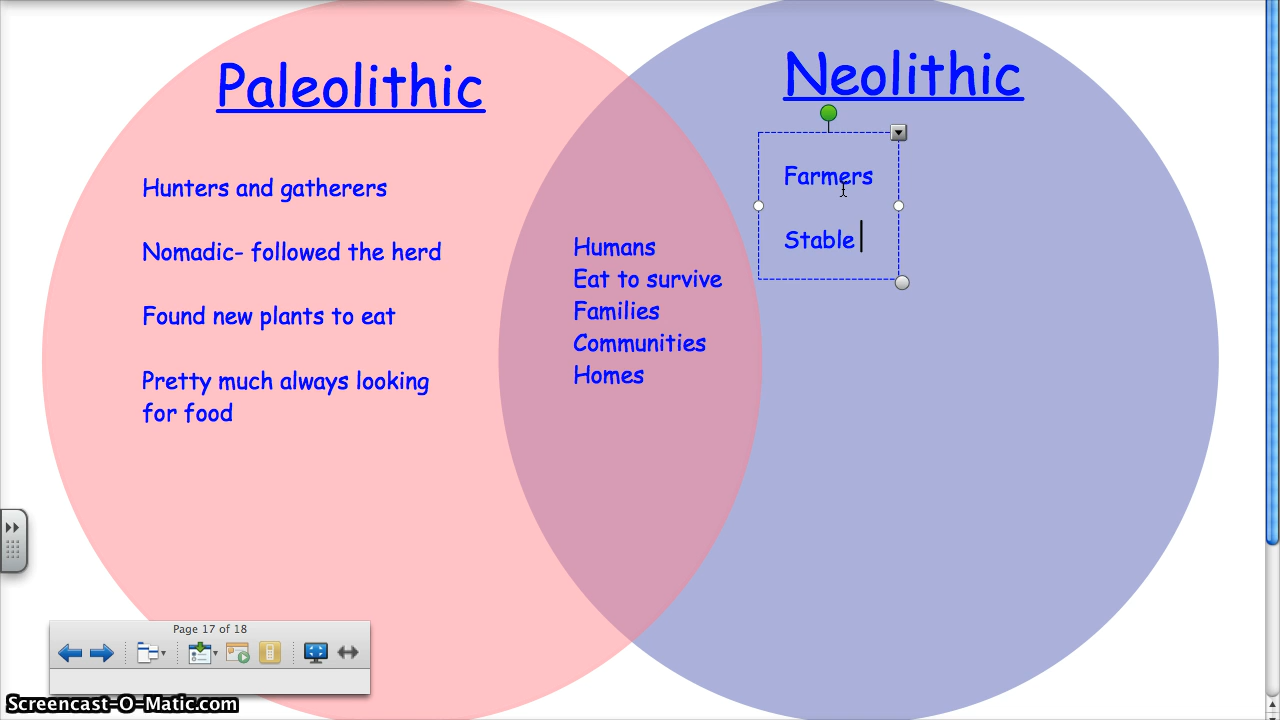 Paleolithic
Hunters and gatherers
Nomadic- followed the herd
Found new plants to eat
Pretty much always looking
for food
Humans
Eat to survive
Families
Communities
Homes
Neolithic
Farmers
Stable
Page 17 of 18
Screencast-O-Matic.com